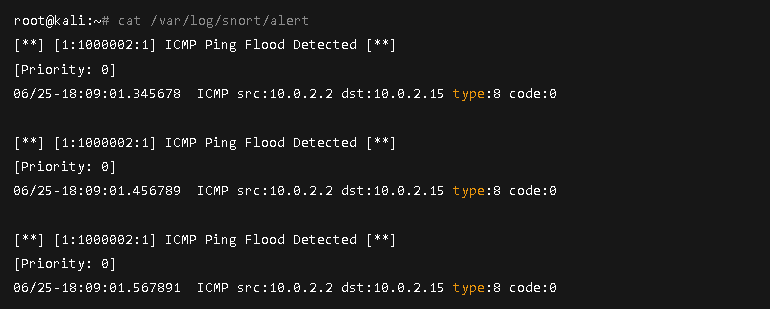 root@kali:~# cat /var/log/snort/alert
[**] [1:1000002:1] ICMP Ping Flood Detected [**]
[Priority: 0]
06/25-18:09:01.345678  ICMP src:10.0.2.2 dst:10.0.2.15 type:8 code:0

[**] [1:1000002:1] ICMP Ping Flood Detected [**]
[Priority: 0]
06/25-18:09:01.456789  ICMP src:10.0.2.2 dst:10.0.2.15 type:8 code:0

[**] [1:1000002:1] ICMP Ping Flood Detected [**]
[Priority: 0]
06/25-18:09:01.567891  ICMP src:10.0.2.2 dst:10.0.2.15 type:8 code:0